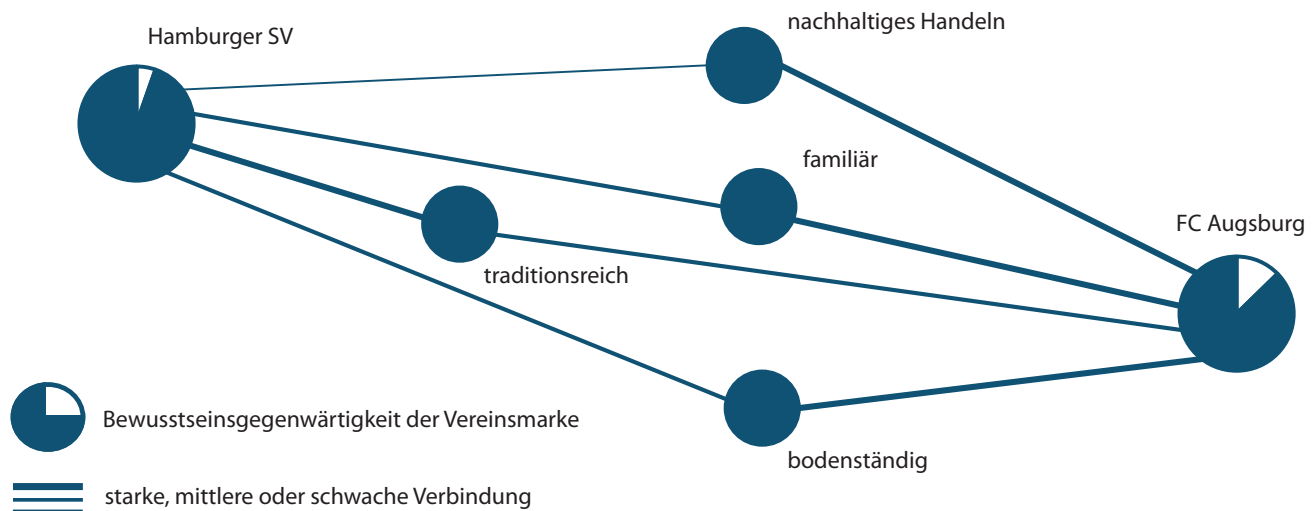 nachhaltiges Handeln
Hamburger SV
familiär
FC Augsburg
traditionsreich
Bewusstseinsgegenwärtigkeit der Vereinsmarke
bodenständig
starke, mittlere oder schwache Verbindung